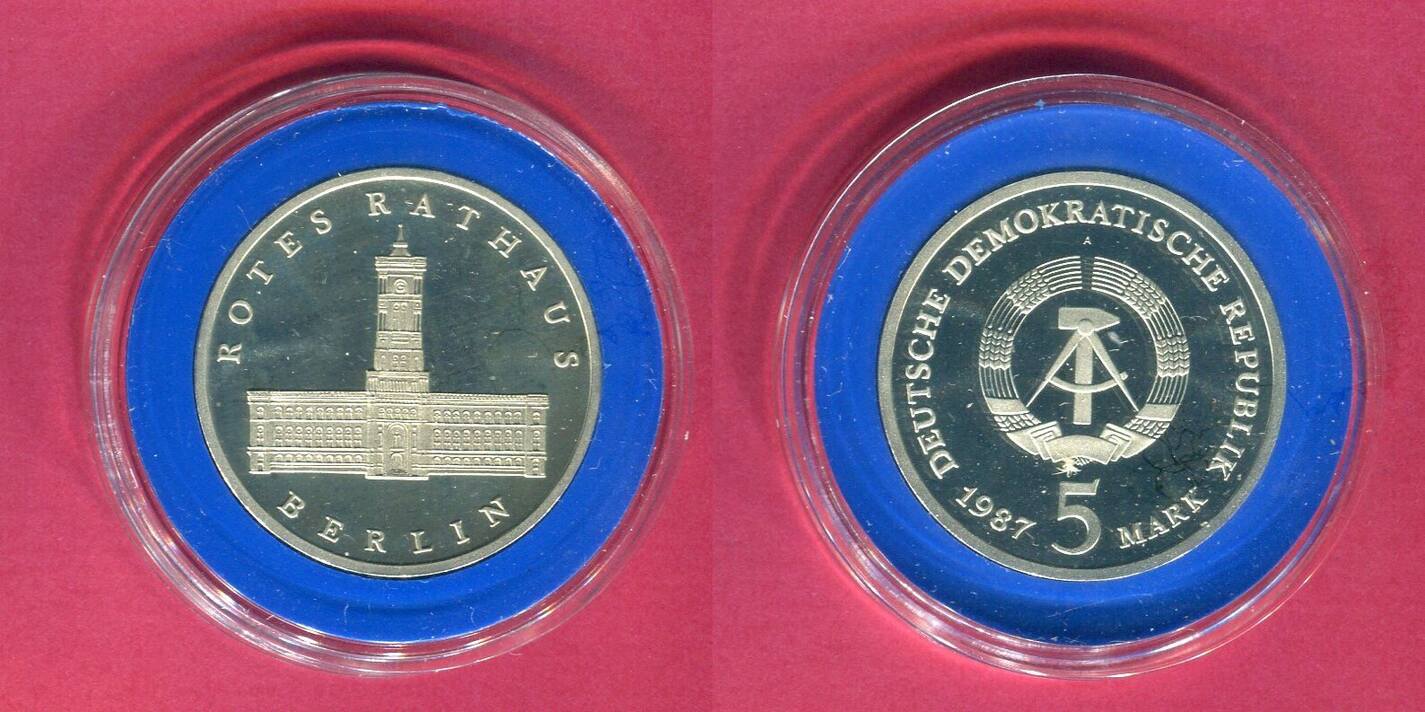 ROTES RATHAUS
BERLIN
DEUTSCHE DEMOKRATISCHE REPUBLIK
A
1987 5 MARK